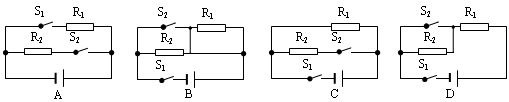 S₁ R₁
R₂ S₂
A
S₂ R₁
R₂
S₁
B
R₁
R₂ S₂
S₁
C
S₂ R₁
R₂
S₁
D